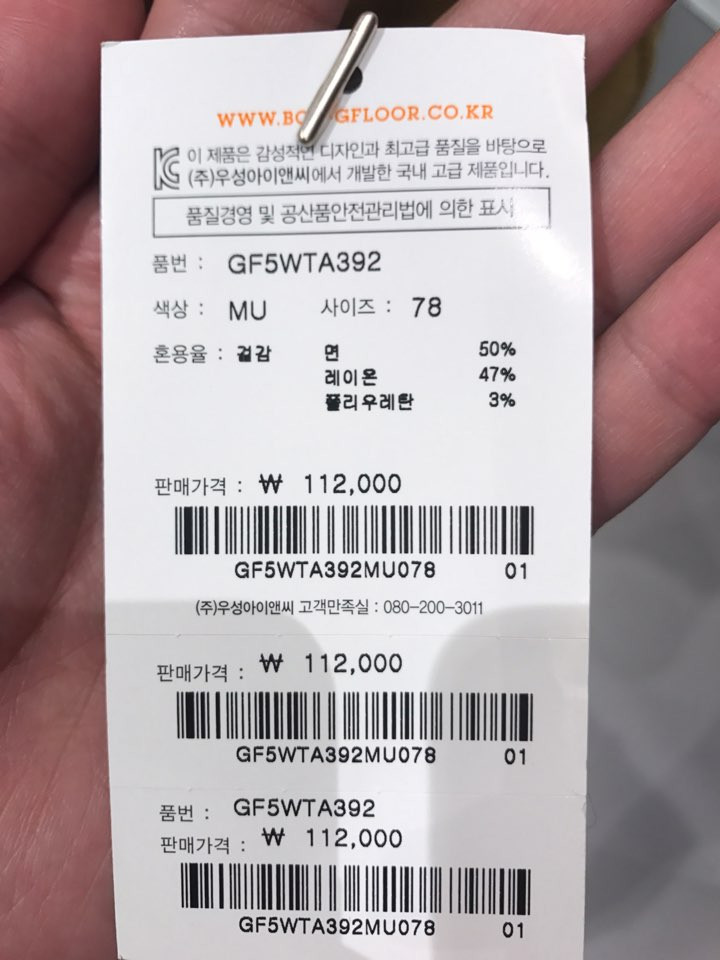 WWW.BO GFLOOR.CO.KR
이 제품은 감성적인 디자인과 최고급 품질을 바탕으로
(주)우성아이앤씨에서 개발한 국내 고급 제품입니다.
품질경영 및 공산품안전관리법에 의한 표시
품번 : GF5WTA392
색상 : MU 사이즈 : 78
혼용율 : 겉감 면 50%
레이온 47%
폴리우레탄 3%
판매가격 : ₩ 112,000
GF5WTA392MU078 01
(주)우성아이앤씨 고객만족실 : 080-200-3011
판매가격 : ₩ 112,000
GF5WTA392MU078 01
품번 : GF5WTA392
판매가격 : ₩ 112,000
GF5WTA392MU078 01